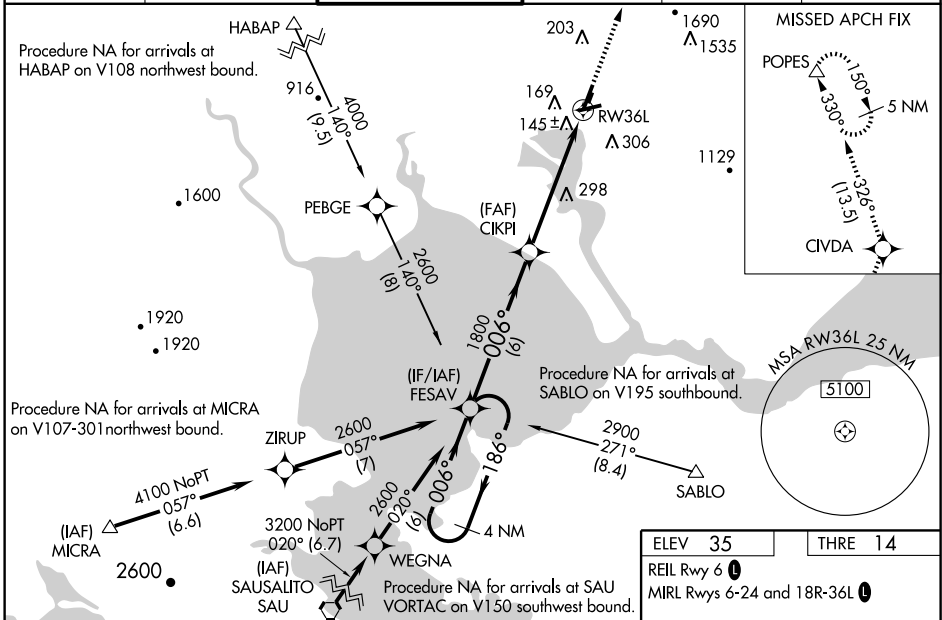 HABAP
Procedure NA for arrivals at
HABAP on V108 northwest bound.
916
4000
140°
(9.5)
203
1690
1535
MISSED APCH FIX
POPES
150°
330°
5 NM
326°
(13.5)
CIVDA
169
145±
RW36L
306
1129
298
1600
PEBGE
(FAF)
CIKPI
2600
140°
(8)
1920
1920
1800
006°
(6)
(IF/IAF)
FESAV
Procedure NA for arrivals at
SABLO on V195 southbound.
MSA RW36L 25 NM
5100
Procedure NA for arrivals at MICRA
on V107-301 northwest bound.
ZIRUP
2600
057°
(7)
2900
271°
(8.4)
SABLO
4100 NoPT
057°
(6.6)
(IAF)
MICRA
2600
020°
(6)
006°
186°
4 NM
3200 NoPT
020° (6.7)
WEGNA
2600
(IAF)
SAUSALITO
SAU
Procedure NA for arrivals at SAU
VORTAC on V150 southwest bound.
ELEV 35
THRE 14
REIL Rwy 6 L
MIRL Rwys 6-24 and 18R-36L L